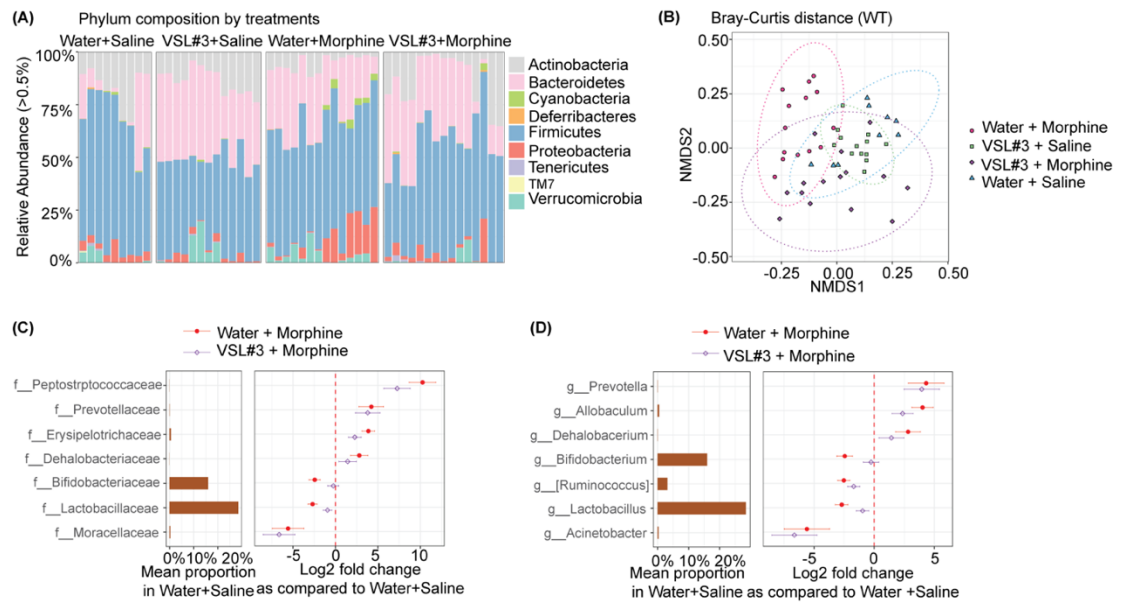 (A)
Phylum composition by treatments
Water+Saline VSL#3+Saline Water+Morphine VSL#3+Morphine
Relative Abundance (>0.5%)
100%
75%
50%
25%
0%
Actinobacteria
Bacteroidetes
Cyanobacteria
Deferribacteres
Firmicutes
Proteobacteria
Tenericutes
TM7
Verrucomicrobia
(B)
Bray-Curtis distance (WT)
NMDS2
0.50
0.25
0.00
-0.25
-0.50
-0.25 0.00 0.25 0.50
NMDS1
Water + Morphine
VSL#3 + Saline
VSL#3 + Morphine
Water + Saline
(C)
Water + Morphine
VSL#3 + Morphine
f__Peptostrptococcaceae
f__Prevotellaceae
f__Erysipelotrichaceae
f__Dehalobacteriaceae
f__Bifidobacteriaceae
f__Lactobacillaceae
f__Moracellaceae
0% 10% 20%
Mean proportion
in Water+Saline
-5 0 5 10
Log2 fold change
as compared to Water+Saline
(D)
Water + Morphine
VSL#3 + Morphine
g__Prevotella
g__Allobaculum
g__Dehalobacerium
g__Bifidobacterium
g__[Ruminococcus]
g__Lactobacillus
g__Acinetobacter
0% 10% 20%
Mean proportion
in Water+Saline
-5 0 5
Log2 fold change
as compared to Water +Saline